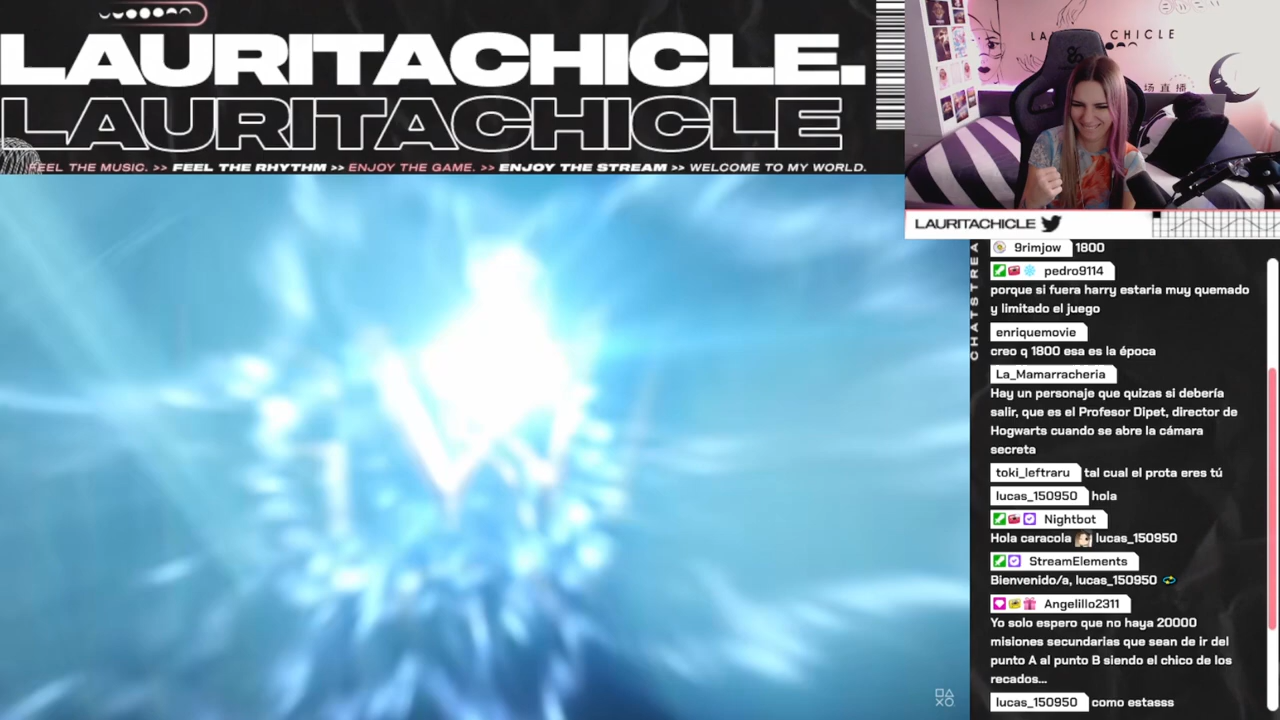 LAURITACHICLE.
LAURITACHICLE
FEEL THE MUSIC. >> FEEL THE RHYTHM >> ENJOY THE GAME. >> ENJOY THE STREAM >> WELCOME TO MY WORLD.
CHICLE
场直播
LAURITACHICLE
CHATSTREA
9rimjow 1800
pedro9114
porque si fuera harry estaria muy quemado
y limitado el juego
enriquemovie
creo q 1800 esa es la época
La_Mamarracheria
Hay un personaje que quizas si debería
salir, que es el Profesor Dipet, director de
Hogwarts cuando se abre la cámara
secreta
toki_leftraru tal cual el prota eres tú
lucas_150950 hola
Nightbot
Hola caracola lucas_150950
StreamElements
Bienvenido/a, lucas_150950
Angelillo2311
Yo solo espero que no haya 20000
misiones secundarias que sean de ir del
punto A al punto B siendo el chico de los
recados...
lucas_150950 como estasss